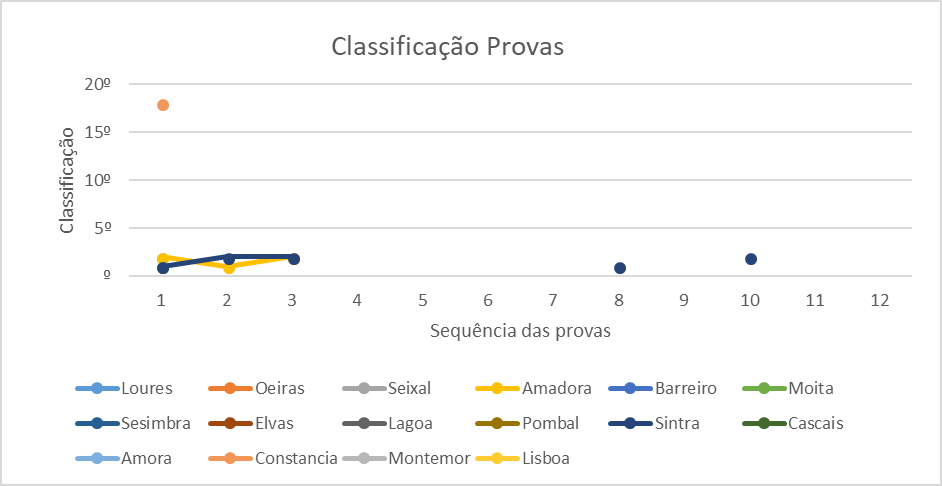 Classificação Provas
20º
15º
10º
5º
º
Classificação
1 2 3 4 5 6 7 8 9 10 11 12
Sequência das provas
Loures Oeiras Seixal Amadora Barreiro Moita
Sesimbra Elvas Lagoa Pombal Sintra Cascais
Amora Constancia Montemor Lisboa